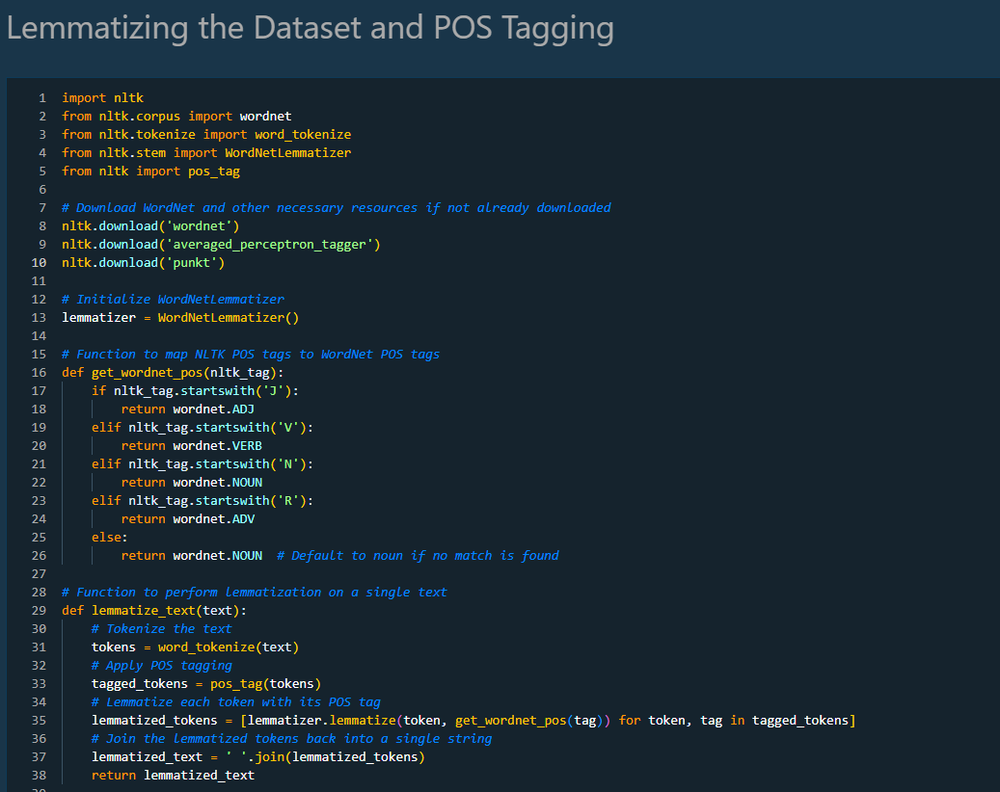 Lemmatizing the Dataset and POS Tagging
1 import nltk
2 from nltk.corpus import wordnet
3 from nltk.tokenize import word_tokenize
4 from nltk.stem import WordNetLemmatizer
5 from nltk import pos_tag
6
7 # Download WordNet and other necessary resources if not already downloaded
8 nltk.download('wordnet')
9 nltk.download('averaged_perceptron_tagger')
10 nltk.download('punkt')
11
12 # Initialize WordNetLemmatizer
13 lemmatizer = WordNetLemmatizer()
14
15 # Function to map NLTK POS tags to WordNet POS tags
16 def get_wordnet_pos(nltk_tag):
17     if nltk_tag.startswith('J'):
18         return wordnet.ADJ
19     elif nltk_tag.startswith('V'):
20         return wordnet.VERB
21     elif nltk_tag.startswith('N'):
22         return wordnet.NOUN
23     elif nltk_tag.startswith('R'):
24         return wordnet.ADV
25     else:
26         return wordnet.NOUN  # Default to noun if no match is found
27
28 # Function to perform lemmatization on a single text
29 def lemmatize_text(text):
30     # Tokenize the text
31     tokens = word_tokenize(text)
32     # Apply POS tagging
33     tagged_tokens = pos_tag(tokens)
34     # Lemmatize each token with its POS tag
35     lemmatized_tokens = [lemmatizer.lemmatize(token, get_wordnet_pos(tag)) for token, tag in tagged_tokens]
36     # Join the lemmatized tokens back into a single string
37     lemmatized_text = ' '.join(lemmatized_tokens)
38     return lemmatized_text